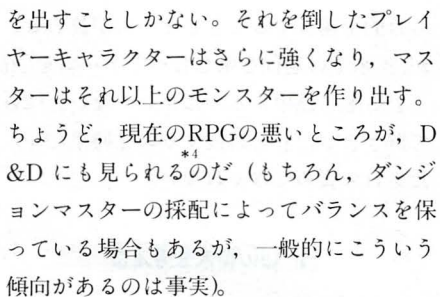 を出すことしかない。それを倒したプレイ
ヤーキャラクターはさらに強くなり，マス
ターはそれ以上のモンスターを作り出す。
ちょうど，現在のRPGの悪いところが，D
*4
&D にも見られるのだ（もちろん，ダンジ
ョンマスターの採配によってバランスを保
っている場合もあるが，一般的にこういう
傾向があるのは事実）。